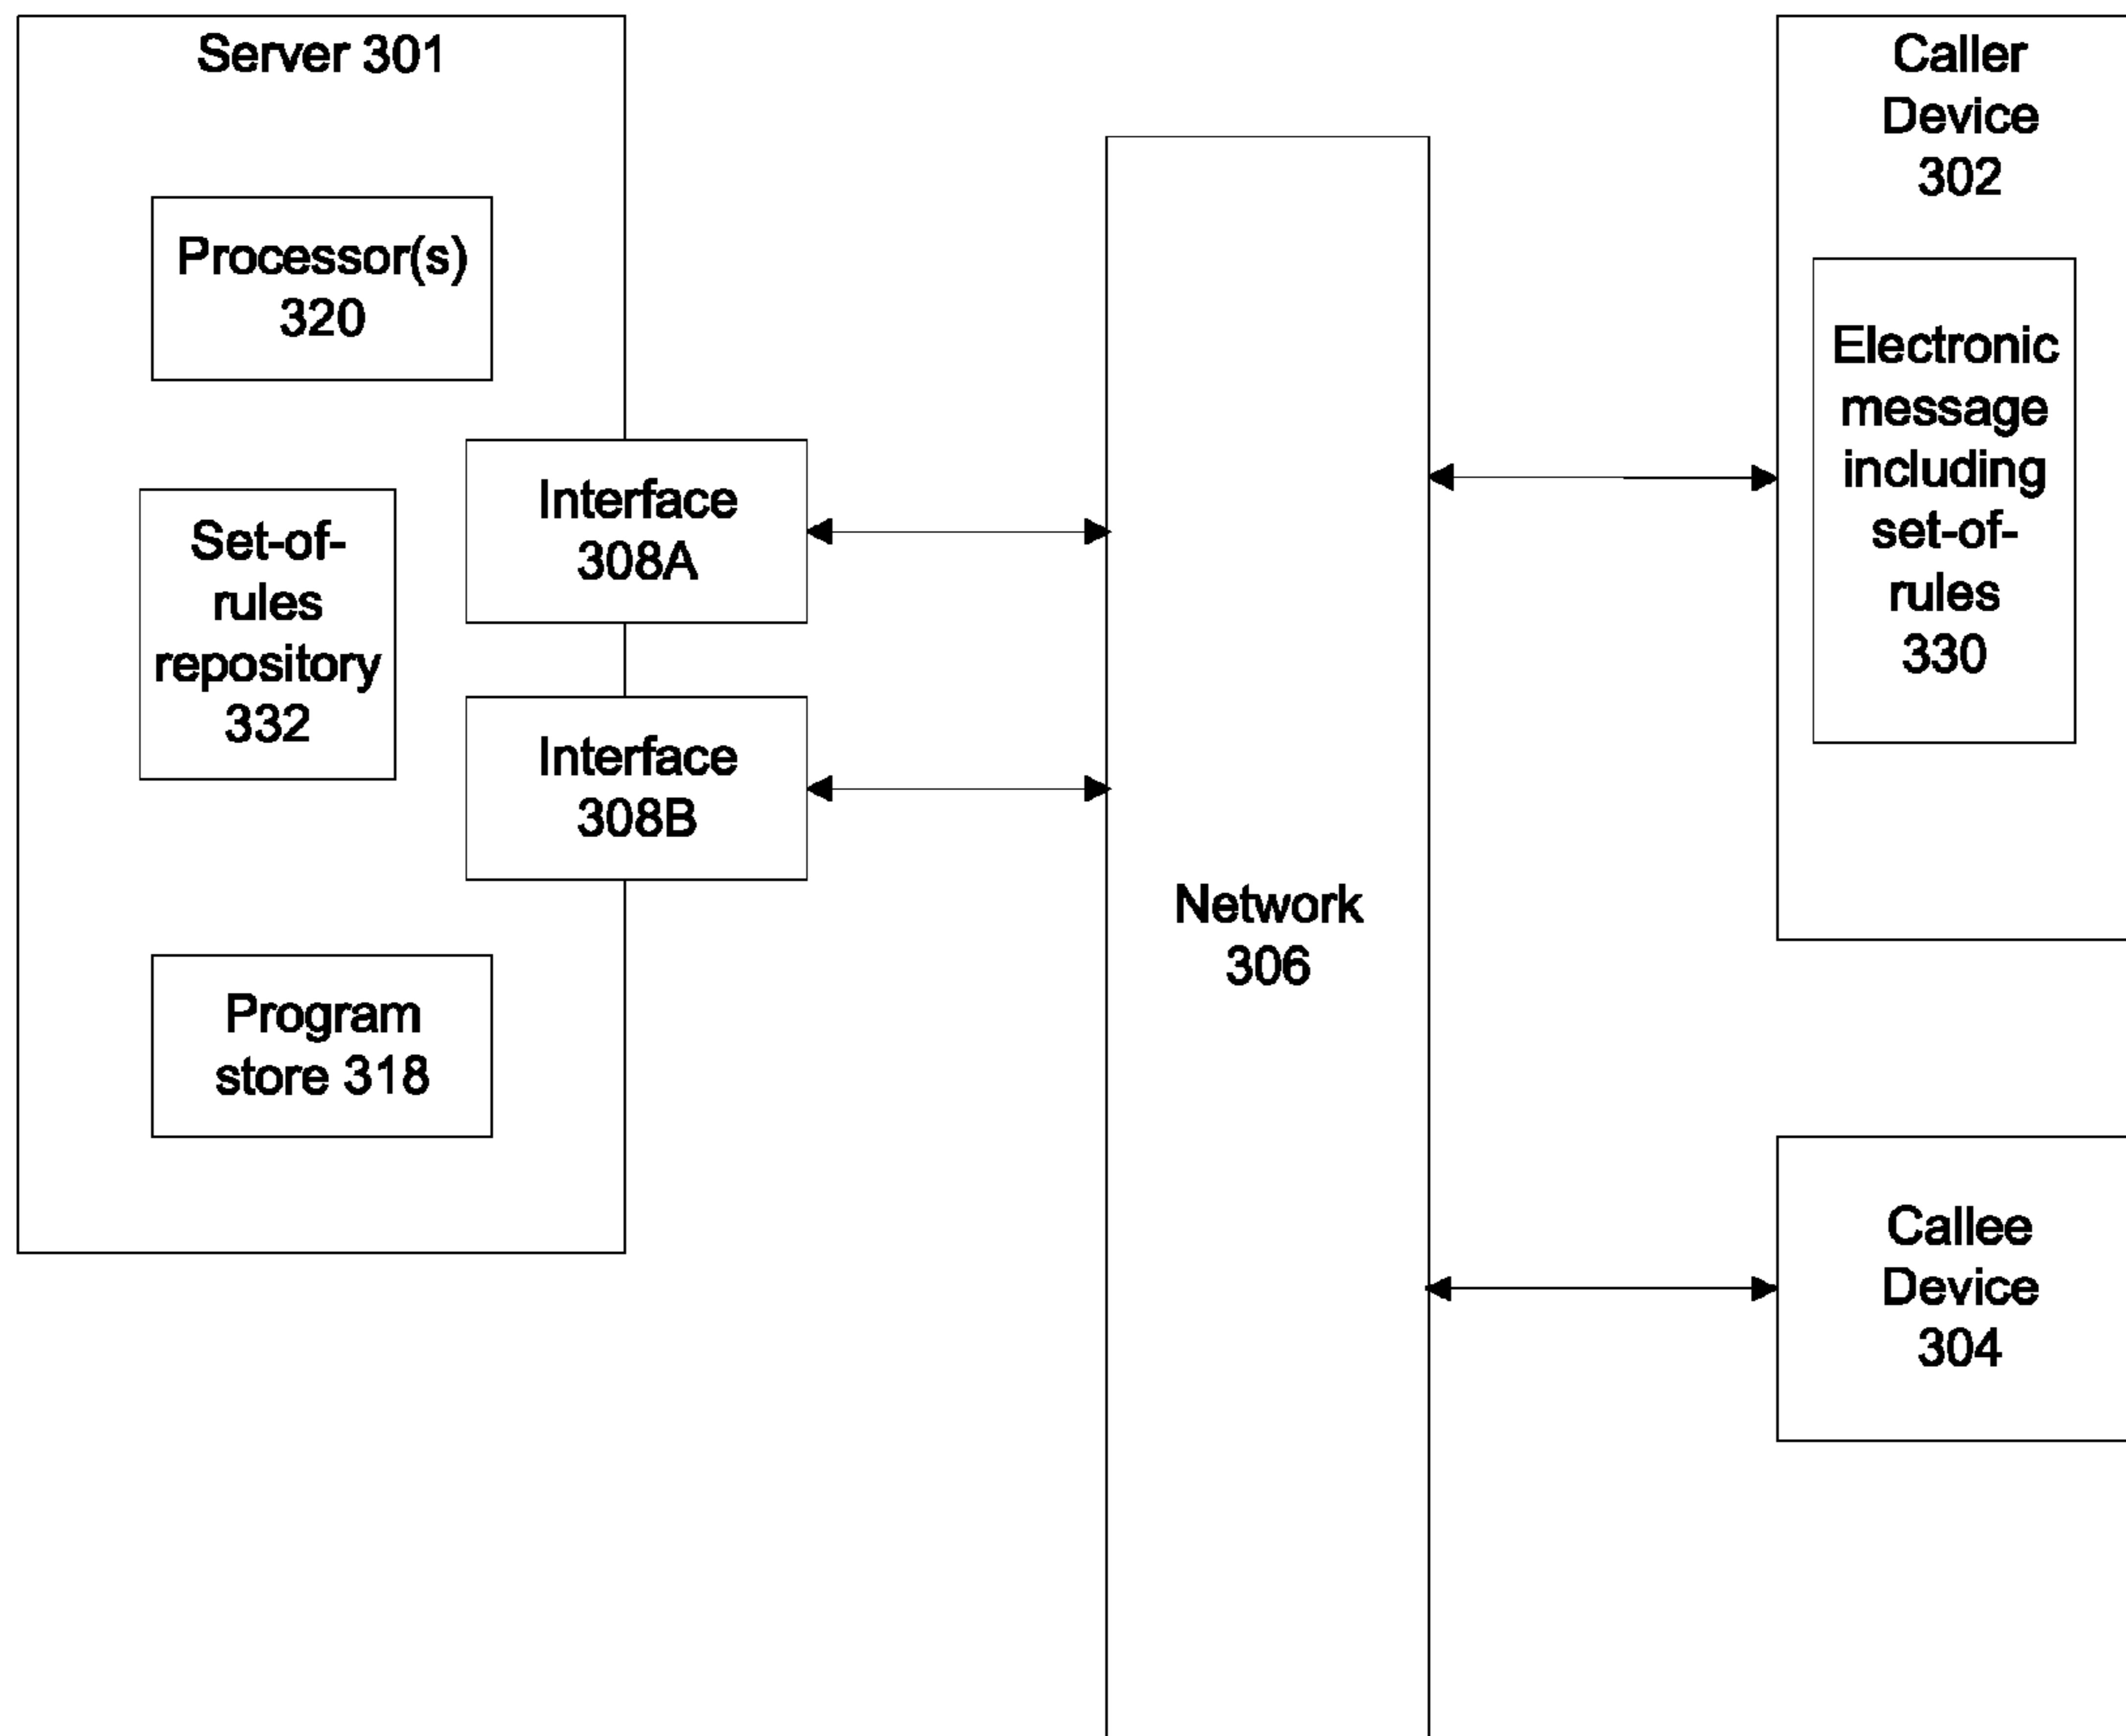 Server 301
Processor(s)
320
Set-of-
rules
repository
332
Interface
308A
Interface
308B
Program
store 318
Network
306
Caller
Device
302
Electronic
message
including
set-of-
rules
330
Callee
Device
304